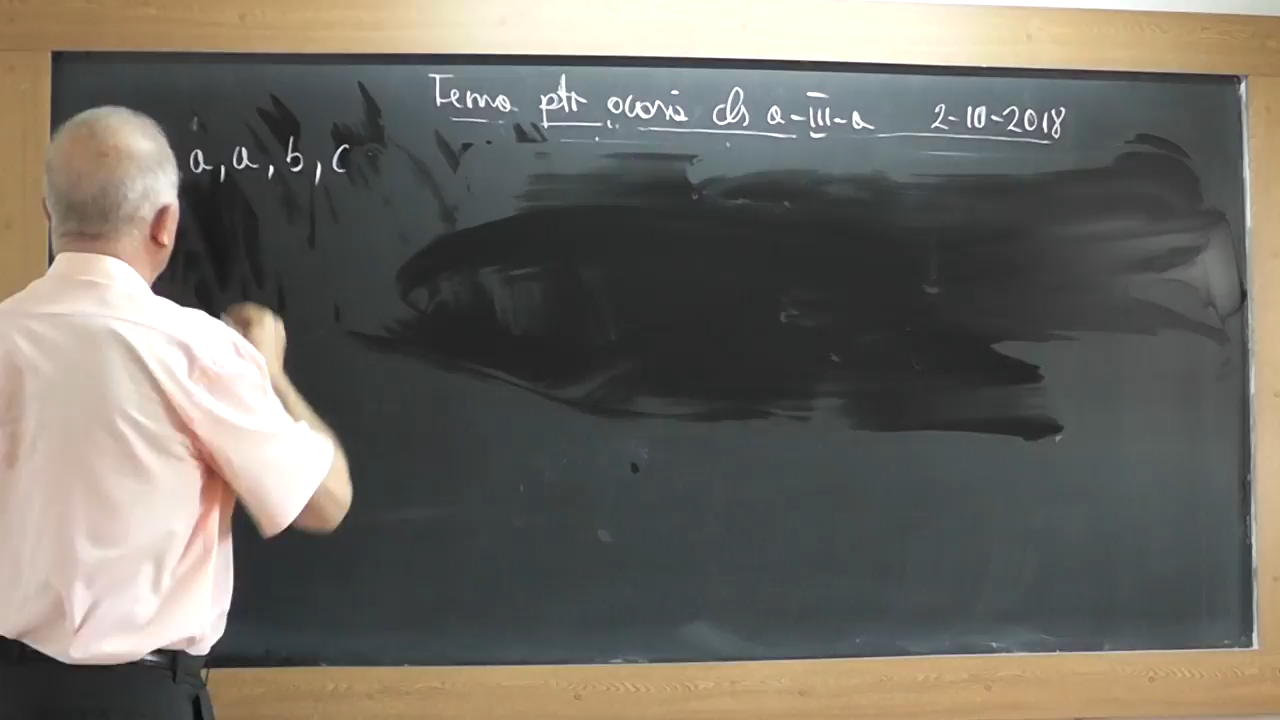 Tema ptr acasă cls a-III-a 2-10-2018
a, a, b, c